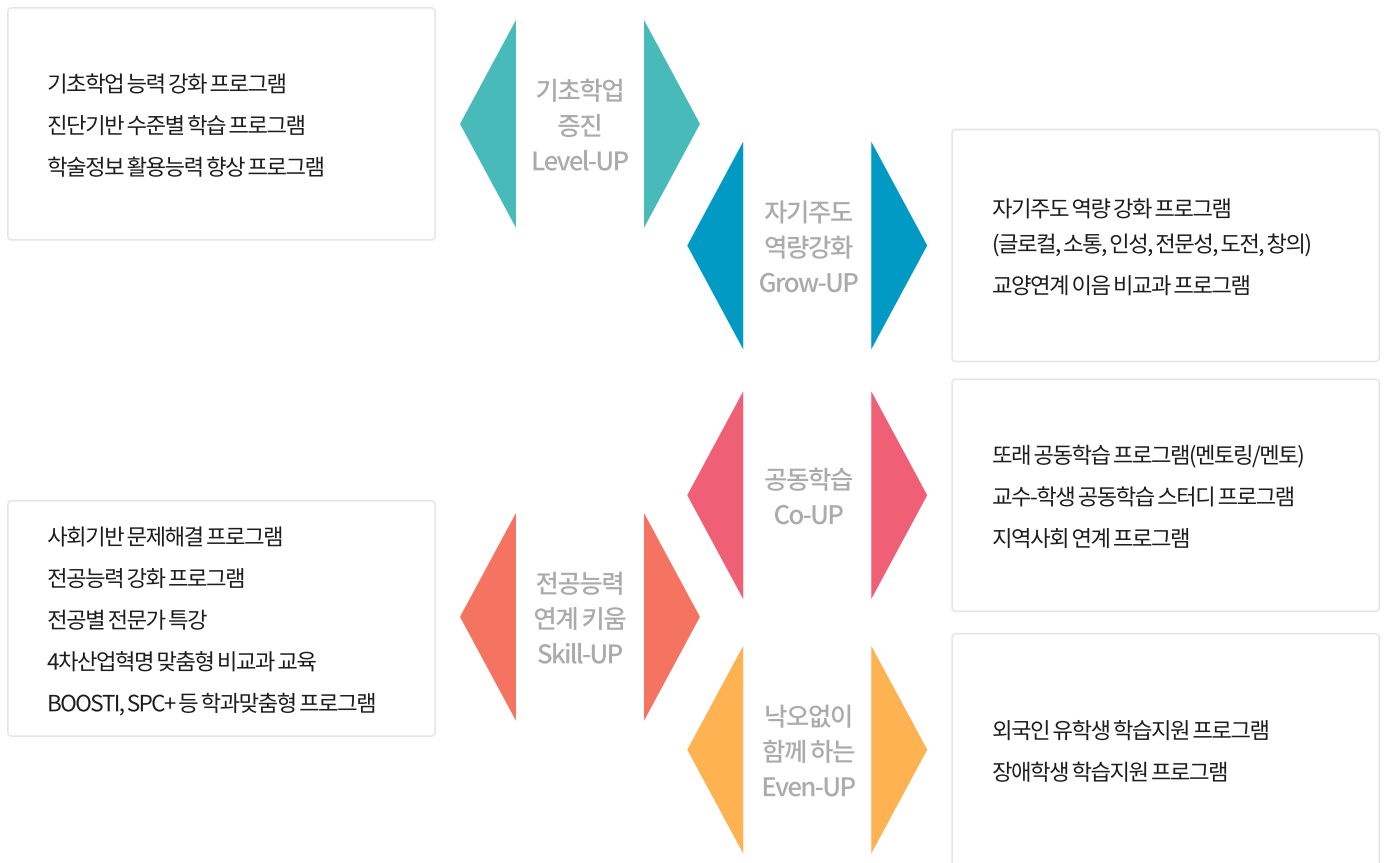 기초학업 능력 강화 프로그램
진단기반 수준별 학습 프로그램
학술정보 활용능력 향상 프로그램
기초학업
증진
Level-UP
자기주도
역량강화
Grow-UP
자기주도 역량 강화 프로그램
(글로컬, 소통, 인성, 전문성, 도전, 창의)
교양연계 이음 비교과 프로그램
공동학습
Co-UP
또래 공동학습 프로그램(멘토링/멘토)
교수-학생 공동학습 스터디 프로그램
지역사회 연계 프로그램
사회기반 문제해결 프로그램
전공능력 강화 프로그램
전공별 전문가 특강
4차산업혁명 맞춤형 비교과 교육
BOOSTI, SPC+ 등 학과맞춤형 프로그램
전공능력
연계 키움
Skill-UP
낙오없이
함께 하는
Even-UP
외국인 유학생 학습지원 프로그램
장애학생 학습지원 프로그램